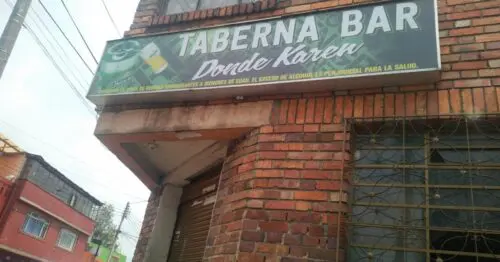 TABERNA BAR
Donde Karen
EL EXCESO DE ALCOHOL ES PERJUDICIAL PARA LA SALUD.